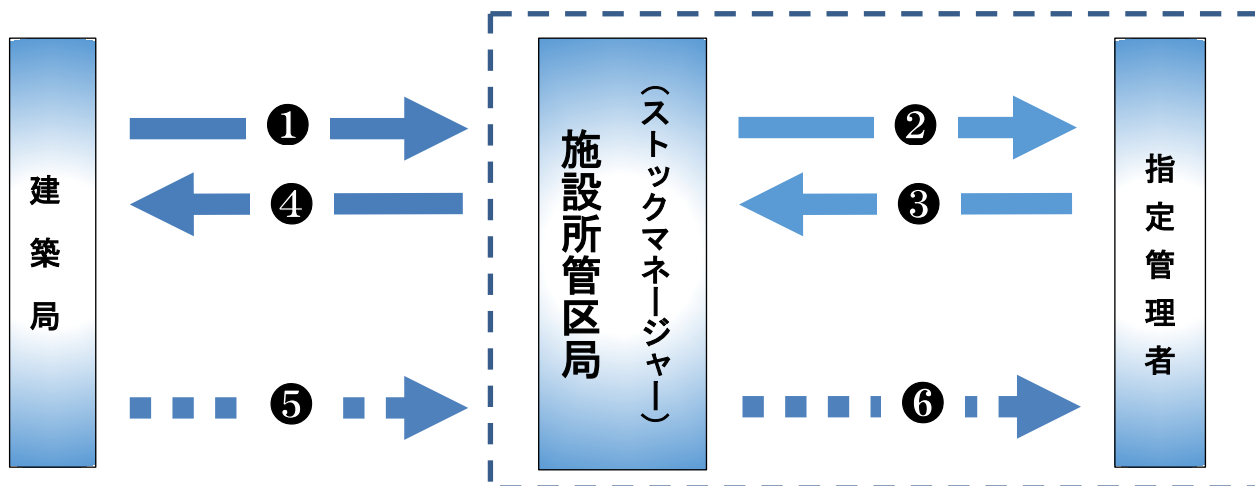 建築局
❶
❹
❺
（ストックマネージャー）
施設所管区局
❷
❸
❻
指定管理者